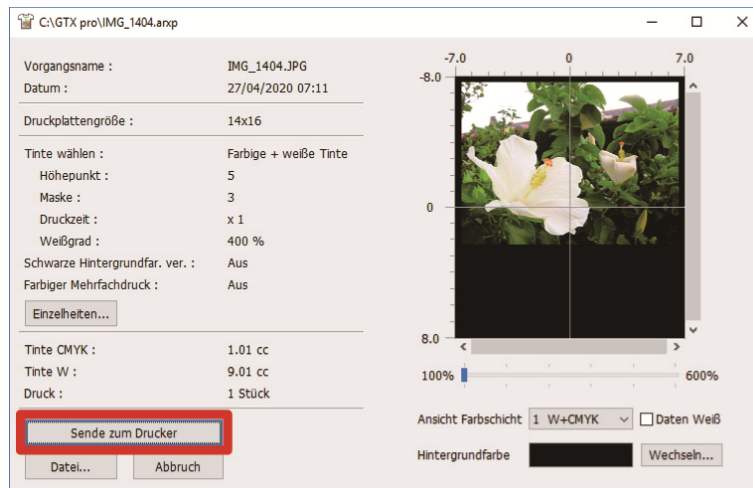 C:\GTX pro\IMG_1404.arxp
Vorgangsname : IMG_1404.JPG
Datum : 27/04/2020 07:11
Druckplattengröße : 14x16
Tinte wählen : Farbige + weiße Tinte
Höhepunkt : 5
Maske : 3
Druckzeit : x 1
Weißgrad : 400 %
Schwarze Hintergrundfar. ver. : Aus
Farbiger Mehrfachdruck : Aus
Einzelheiten...
Tinte CMYK : 1.01 cc
Tinte W : 9.01 cc
Druck : 1 Stück
Sende zum Drucker
Datei... Abbruch
-7.0 0 7.0
-8.0
0
8.0
100% 600%
Ansicht Farbschicht 1 W+CMYK Daten Weiß
Hintergrundfarbe Wechseln...